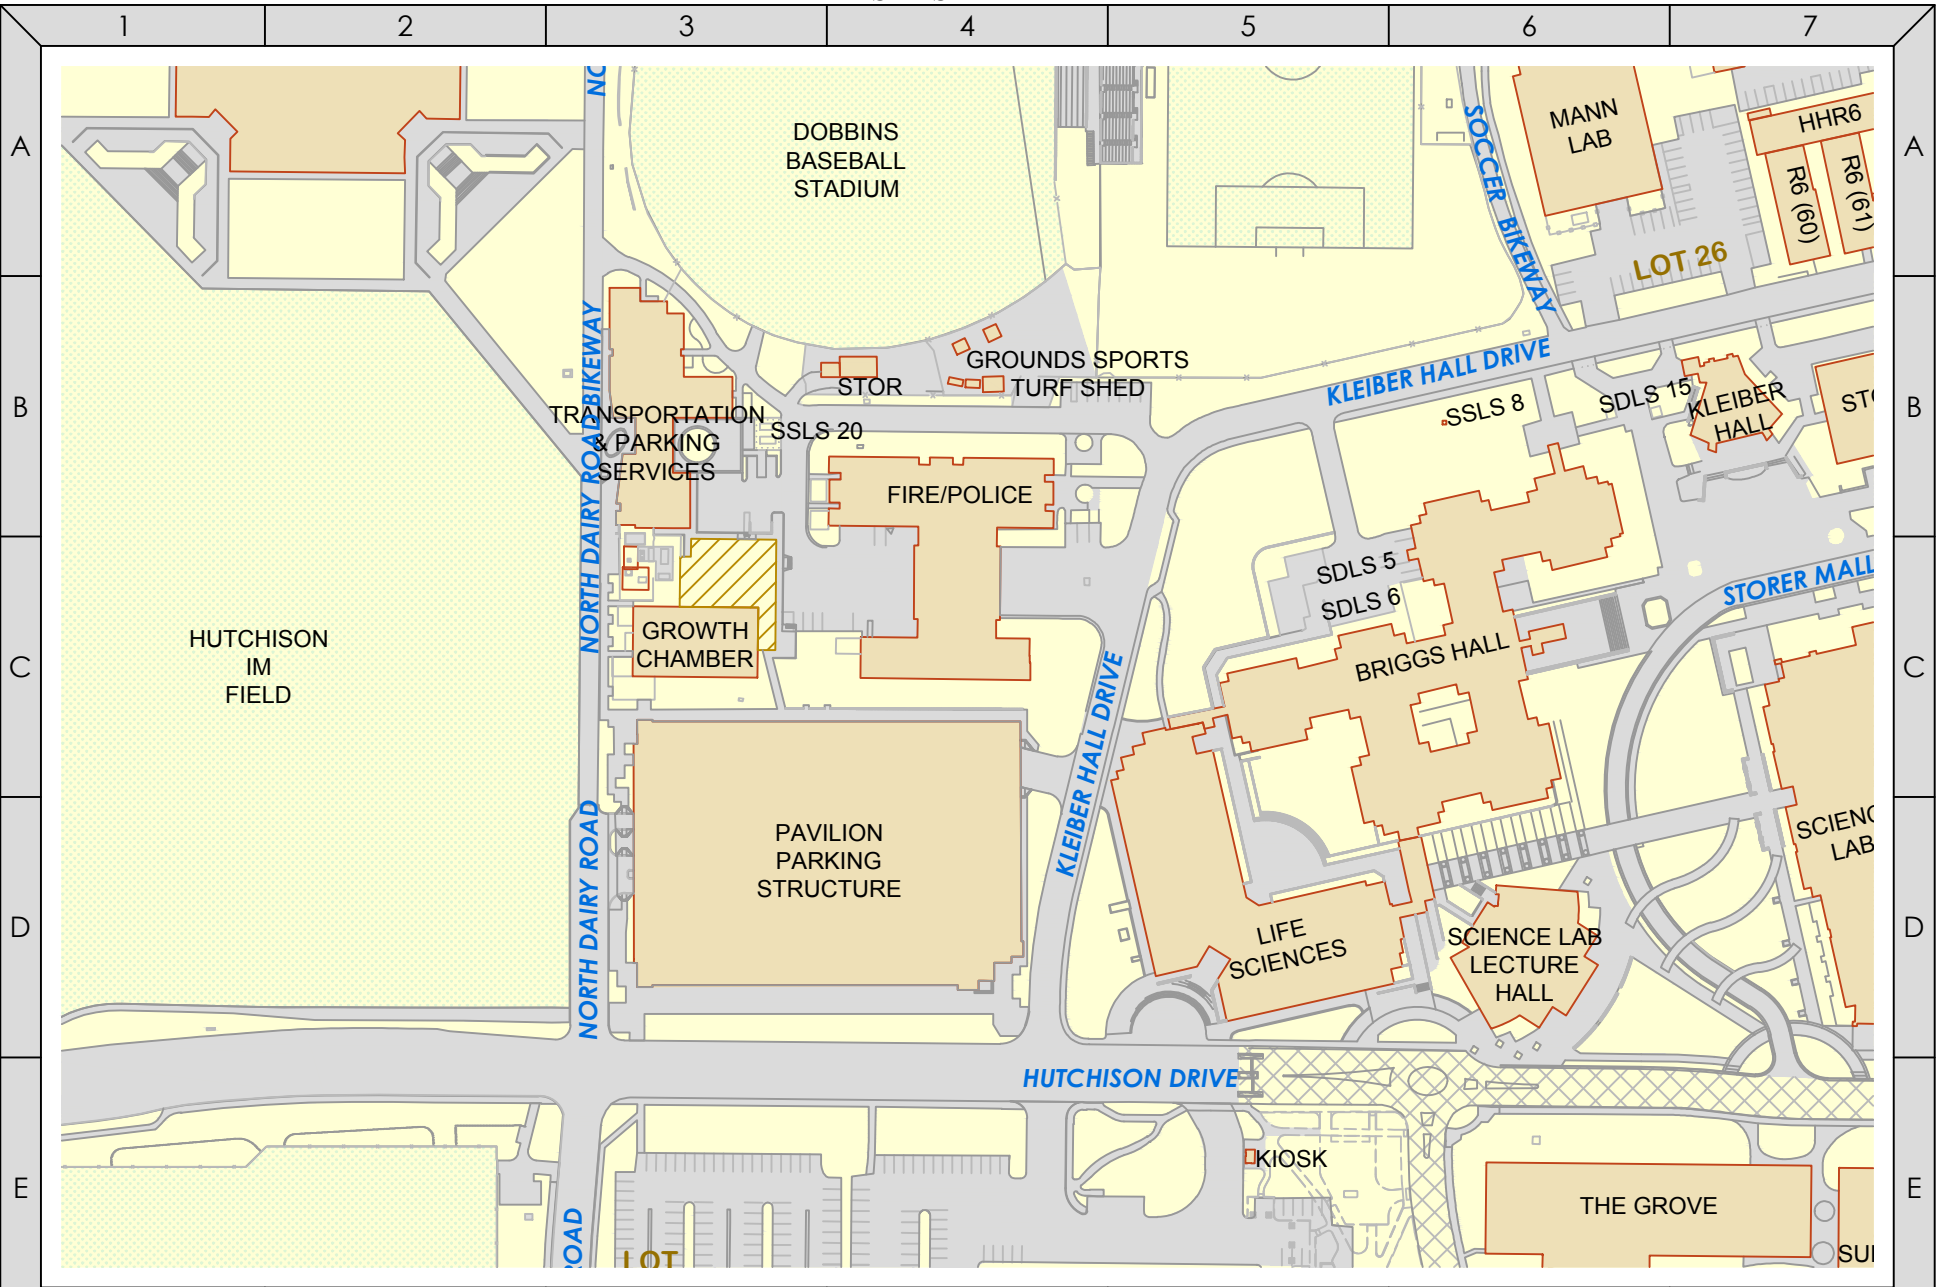 1 2 3 4 5 6 7
A
B
C
D
E
A
B
C
D
E
DOBBINS
BASEBALL
STADIUM
SOCCER BIKEWAY
MANN
LAB
HHR6
R6 (60)
R6 (61)
LOT 26
NORTH DAIRY ROAD BIKEWAY
TRANSPORTATION
& PARKING
SERVICES
STOR
GROUNDS SPORTS
TURF SHED
SSLS 20
FIRE/POLICE
KLEIBER HALL DRIVE
SSLS 8
SDLS 15
KLEIBER
HALL
HUTCHISON
IM
FIELD
GROWTH
CHAMBER
SDLS 5
SDLS 6
BRIGGS HALL
STORER MALL
KLEIBER HALL DRIVE
NORTH DAIRY ROAD
PAVILION
PARKING
STRUCTURE
LIFE
SCIENCES
SCIENCE LAB
LECTURE
HALL
SCIENC
LAB
HUTCHISON DRIVE
KIOSK
THE GROVE
ROAD
LOT